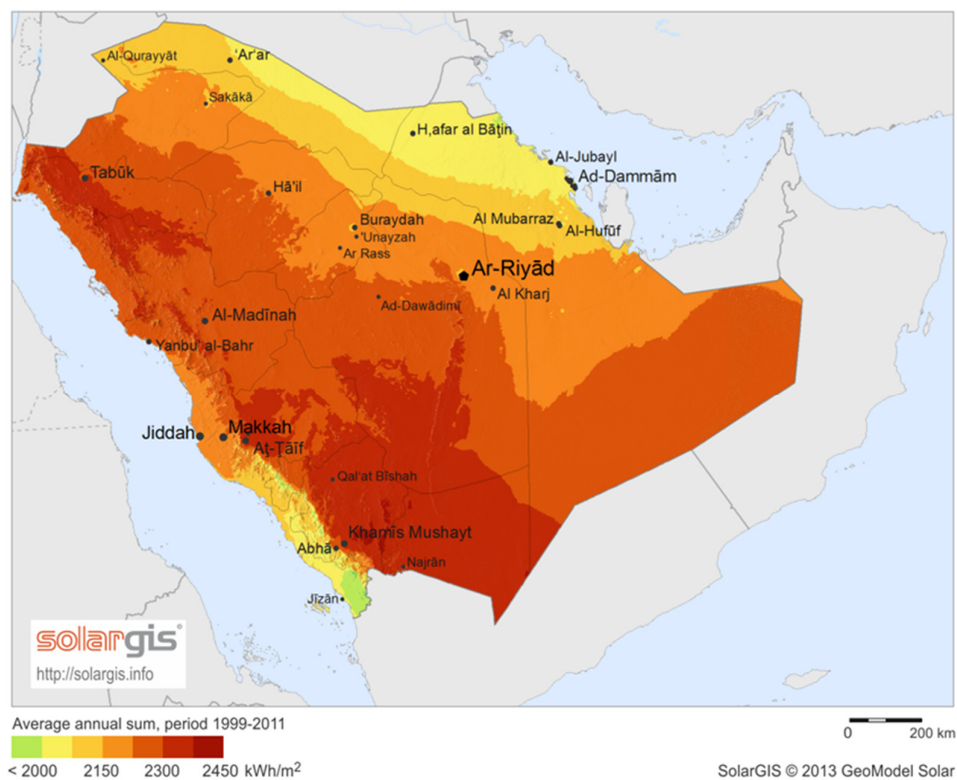 Al-Qurayyāt
'Ar'ar
Sakākā
H,afar al Bāţin
Al-Jubayl
Ad-Dammām
Tabūk
Hā'il
Buraydah
'Unayzah
Ar Rass
Al Mubarraz
Al-Hufūf
Ar-Riyād
Al Kharj
Ad-Dawādimī
Al-Madīnah
Yanbu' al-Bahr
Jiddah
Makkah
Aţ-Ţāīf
Qal'at Bīshah
Khamīs Mushayt
Abhā
Najrān
Jīzān
solargis®
http://solargis.info
Average annual sum, period 1999-2011
< 2000 2150 2300 2450 kWh/m²
0 200 km
SolarGIS © 2013 GeoModel Solar